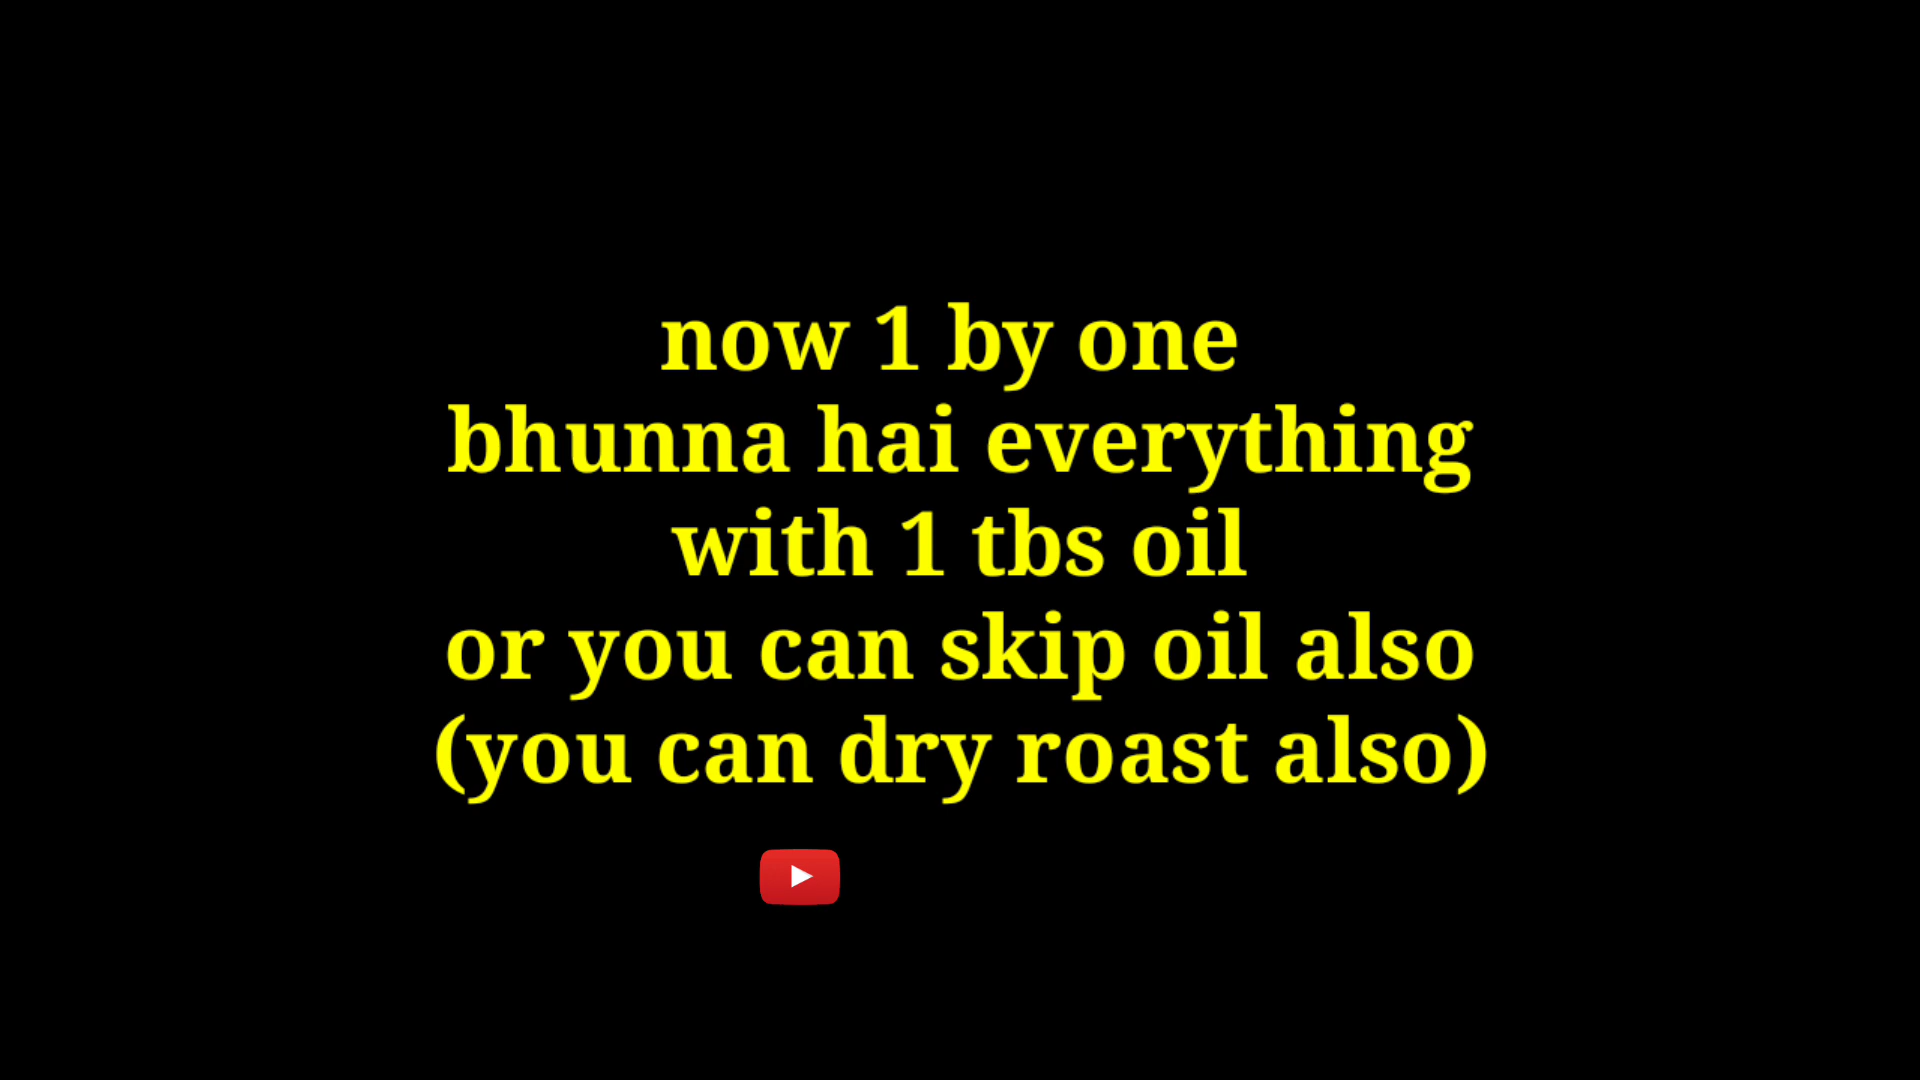 now 1 by one
bhunna hai everything
with 1 tbs oil
or you can skip oil also
(you can dry roast also)